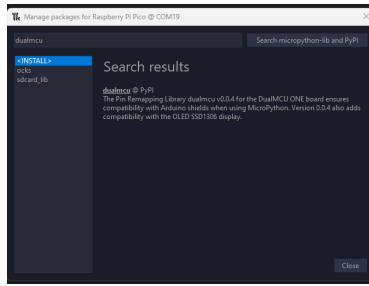 Manage packages for Raspberry Pi Pico @ COM19
dualmcu
Search micropython-lib and PyPI
<INSTALL>
ocks
sdcard_lib
Search results
dualmcu @ PyPI
The Pin Remapping Library dualmcu v0.0.4 for the DualMCU ONE board ensures
compatibility with Arduino shields when using MicroPython. Version 0.0.4 also adds
compatibility with the OLED SSD1306 display.
Close